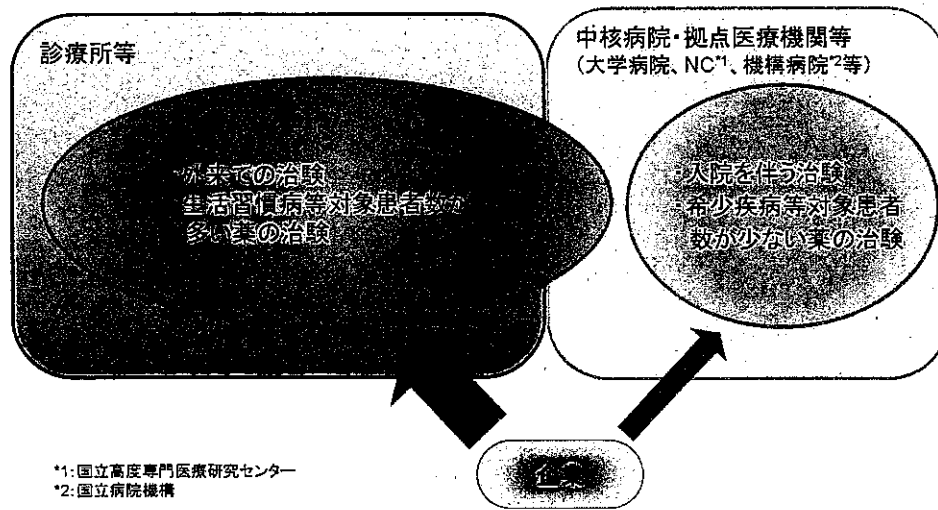 診療所等
中核病院・拠点医療機関等
(大学病院、NC*1、機構病院*2等)
外来での治験
生活習慣病等対象患者数が
多い薬の治験
・入院を伴う治験
・希少疾病等対象患者
数が少ない薬の治験
企業
*1:国立高度専門医療研究センター
*2:国立病院機構